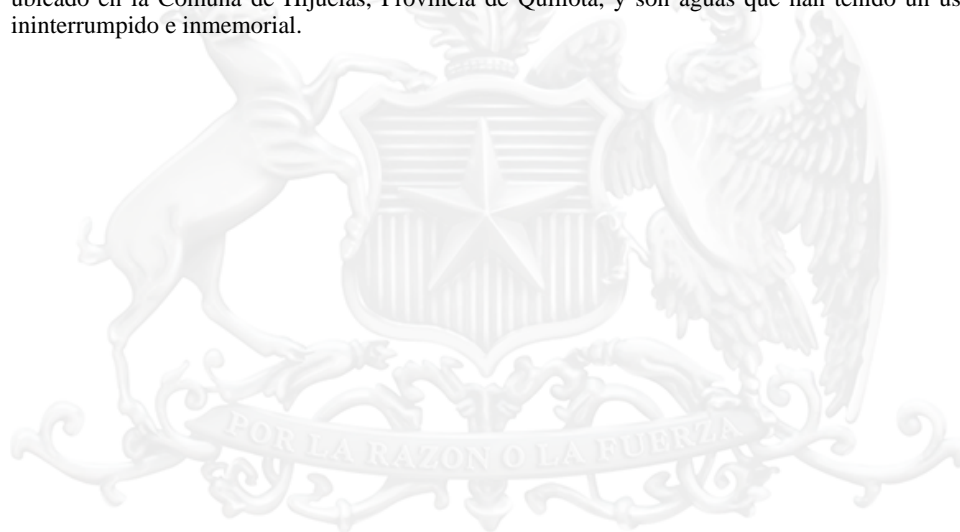 ubicado en la Comuna de Hijuelas, Provincia de Quillota, y son aguas que han tenido un us
ininterrumpido e inmemorial.
POR LA RAZON O LA FUERZA